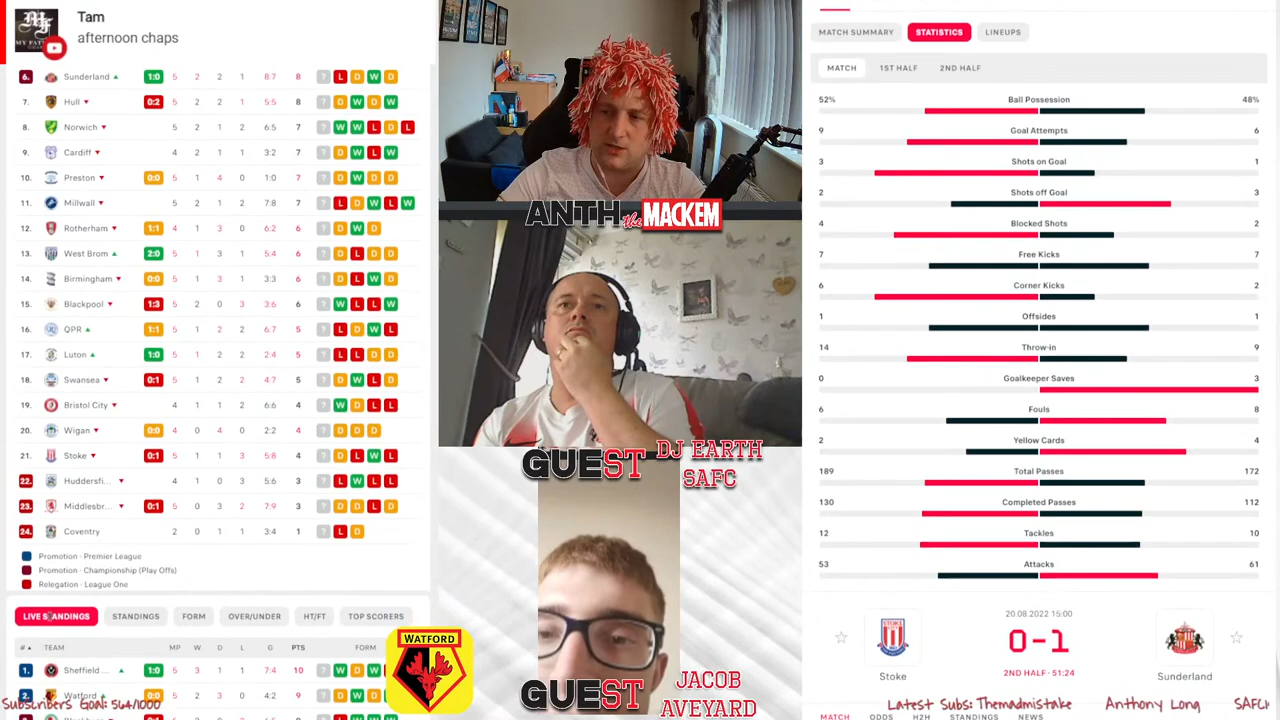 Tam
afternoon chaps
6. Sunderland 1:0 5 2 2 1 8:7 8 ? L D W D
7. Hull 0:2 5 2 2 1 5:5 8 ? D W D W
8. Norwich 5 2 1 2 6:5 7 ? W W L D L
9. Cardiff 4 2 1 1 3:2 7 ? D W L W
10. Preston 0:0 5 1 4 0 1:0 7 ? D W D D
11. Millwall 5 2 1 2 7:8 7 ? L D W L W
12. Rotherham 1:1 4 1 3 0 6:2 6 ? D W D
13. West Brom 2:0 5 1 3 1 5:4 6 ? D L D D
14. Birmingham 0:0 5 1 3 1 3:3 6 ? D L W D
15. Blackpool 1:3 5 2 0 3 3:6 6 ? W L L W
16. QPR 1:1 5 1 2 2 6:7 5 ? L D W L
17. Luton 1:0 5 1 2 2 2:4 5 ? L L D D
18. Swansea 0:1 5 1 2 2 4:7 5 ? D W L D
19. Bristol City 4 1 1 2 6:6 4 ? W D L L
20. Wigan 0:0 4 0 4 0 2:2 4 ? D D D
21. Stoke 0:1 5 1 1 3 5:8 4 ? D L W L
22. Huddersfi... 4 1 0 3 5:6 3 ? L W L L
23. Middlesbr... 0:1 5 0 3 2 7:9 3 ? D D L D
24. Coventry 2 0 1 1 3:4 1 ? L D
Promotion - Premier League
Promotion - Championship (Play Offs)
Relegation - League One
LIVE STANDINGS STANDINGS FORM OVER/UNDER HT/FT TOP SCORERS
# TEAM MP W D L G PTS FORM
1. Sheffield ... 1:0 5 3 1 1 7:4 10 ? D W
2. Watford 0:0 5 2 3 0 4:2 9 ? D W
Subscribers Goal: 564/1000
WATFORD
ANTH the MACKEM
GUEST DJ EARTH
SAFC
GUEST JACOB
AVEYARD
MATCH SUMMARY STATISTICS LINEUPS
MATCH 1ST HALF 2ND HALF
52% Ball Possession 48%
9 Goal Attempts 6
3 Shots on Goal 1
2 Shots off Goal 3
4 Blocked Shots 2
7 Free Kicks 7
6 Corner Kicks 2
1 Offsides 1
14 Throw-in 9
0 Goalkeeper Saves 3
6 Fouls 8
2 Yellow Cards 4
189 Total Passes 172
130 Completed Passes 112
12 Tackles 10
53 Attacks 61
20.08.2022 15:00
0-1
2ND HALF - 51:24
Stoke Sunderland
Latest Subs: Themadmistake Anthony Long
MATCH ODDS H2H STANDINGS NEWS